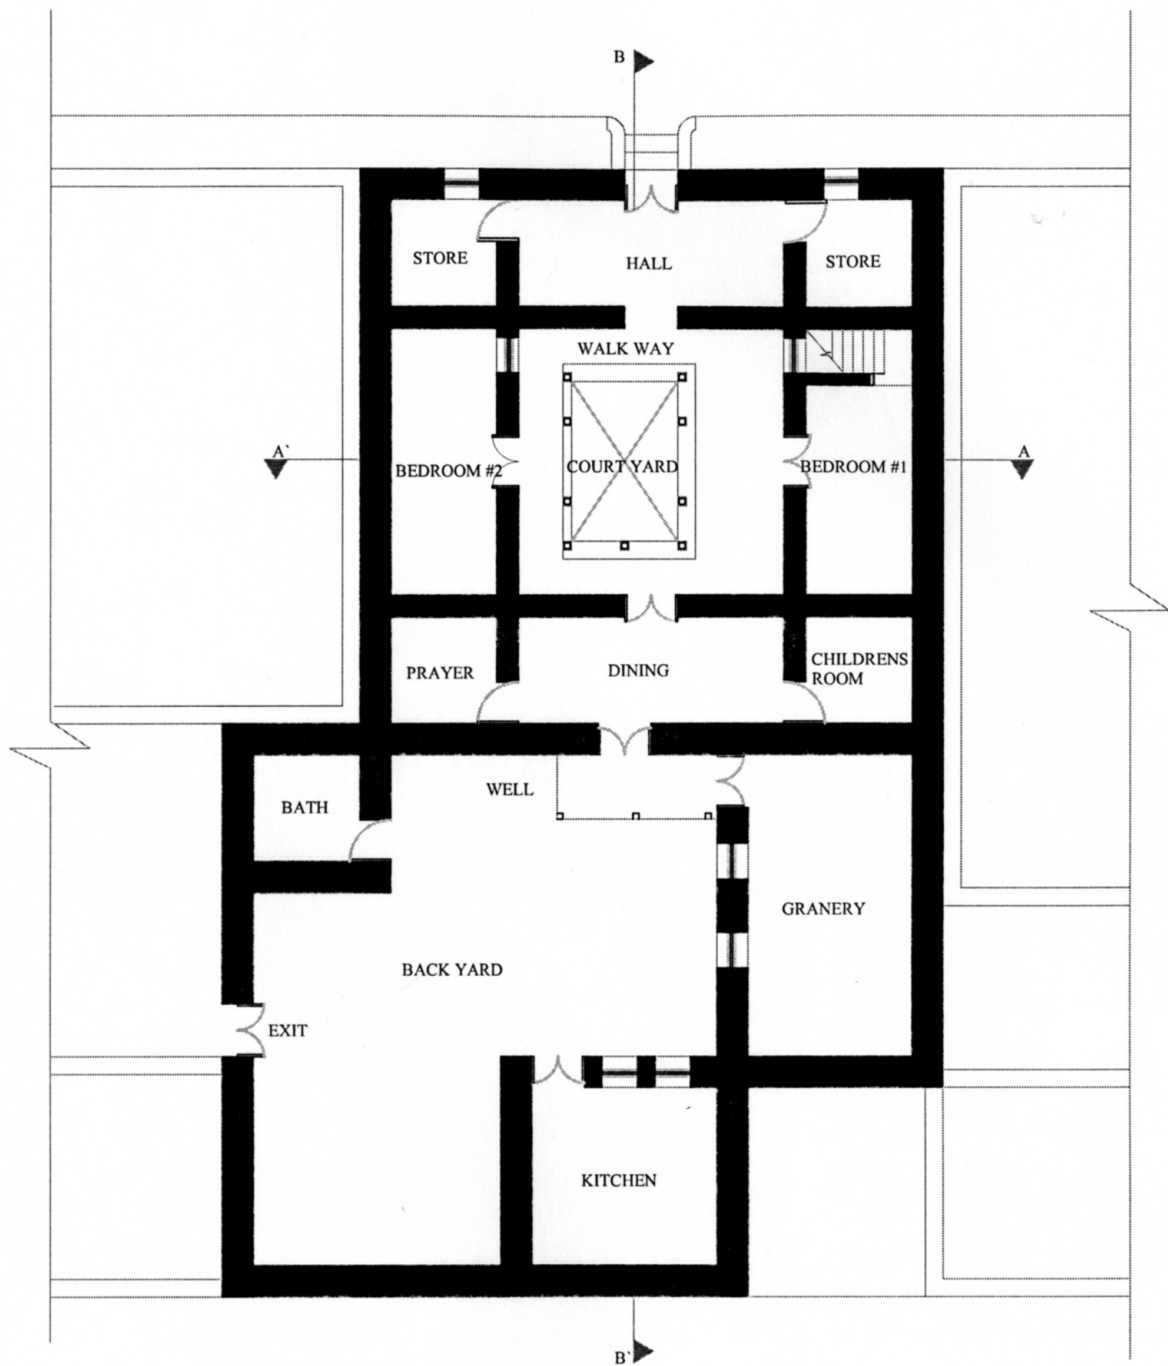 B
STORE
HALL
STORE
WALK WAY
A`
BEDROOM #2
COURT YARD
BEDROOM #1
A
PRAYER
DINING
CHILDRENS
ROOM
WELL
BATH
GRANERY
BACK YARD
EXIT
KITCHEN
B`